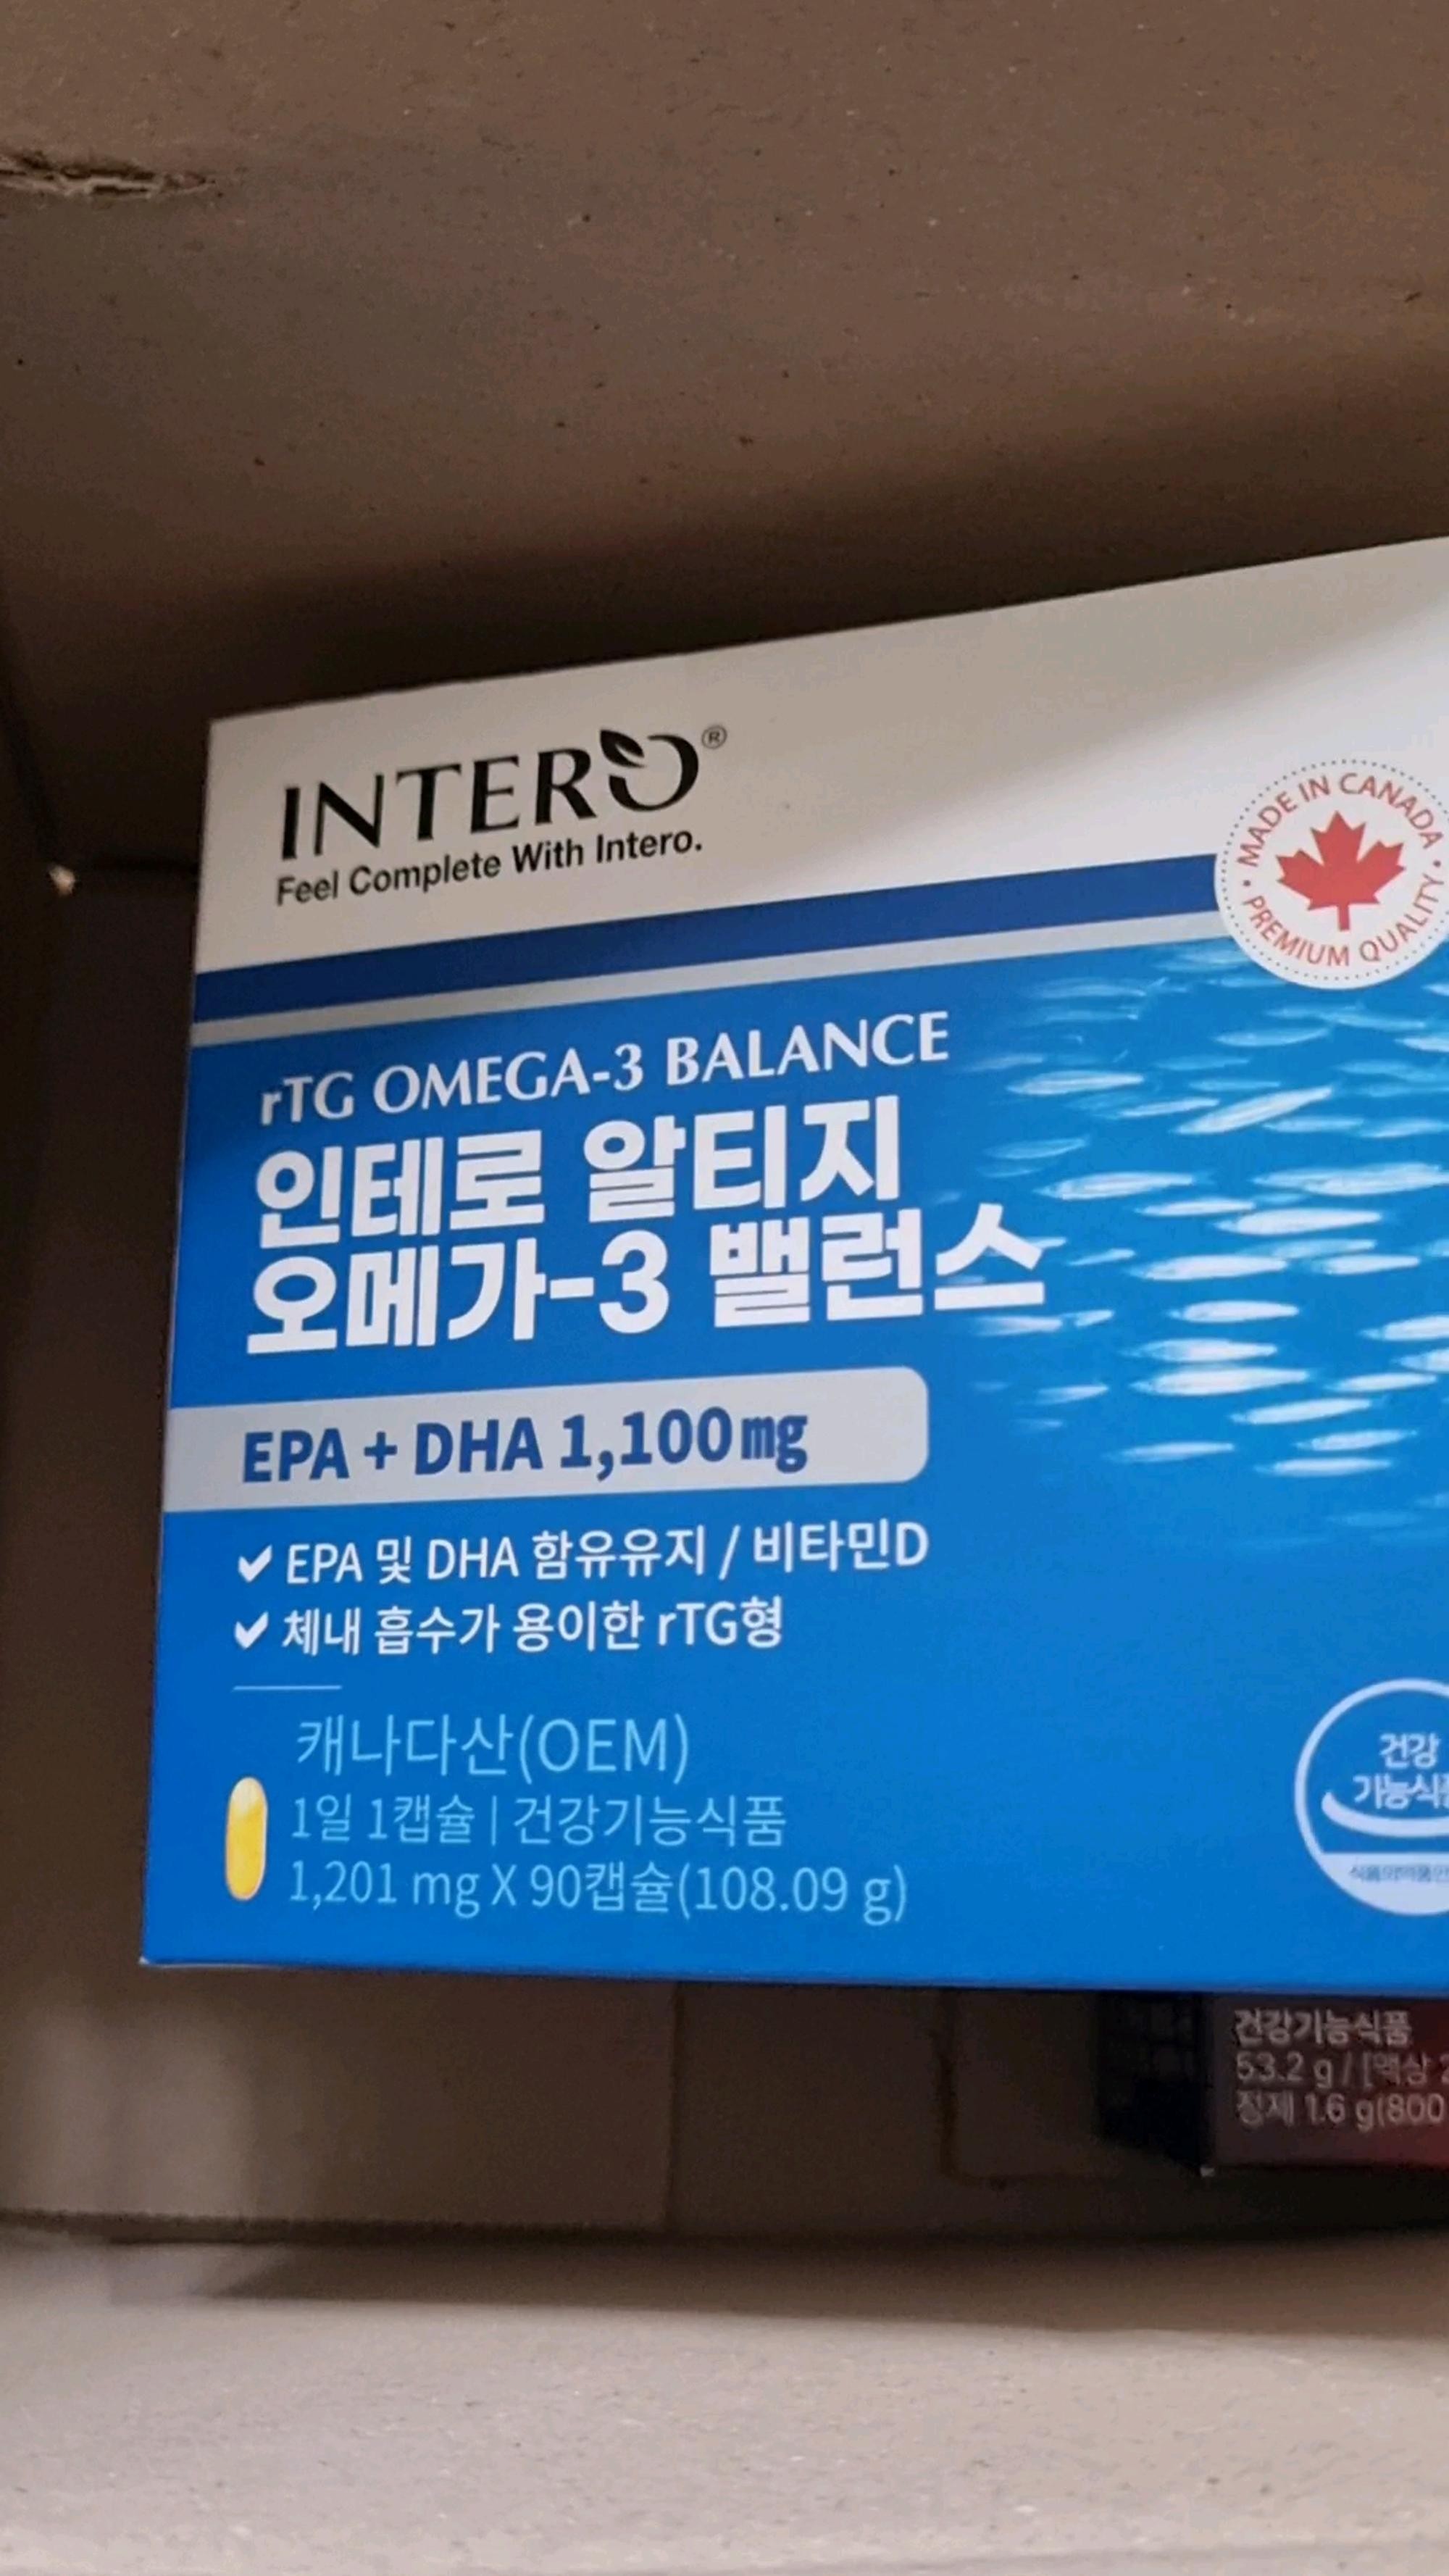 INTERO®
Feel Complete With Intero.
MADE IN CANADA
PREMIUM QUALITY
rTG OMEGA-3 BALANCE
인테로 알티지
오메가-3 밸런스
EPA + DHA 1,100㎎
✔ EPA 및 DHA 함유유지 / 비타민D
✔ 체내 흡수가 용이한 rTG형
캐나다산(OEM)
1일 1캡슐 | 건강기능식품
1,201 mg X 90캡슐(108.09 g)
건강
기능식
건강기능식품
53.2 g / [액상
정제 1.6 g(800